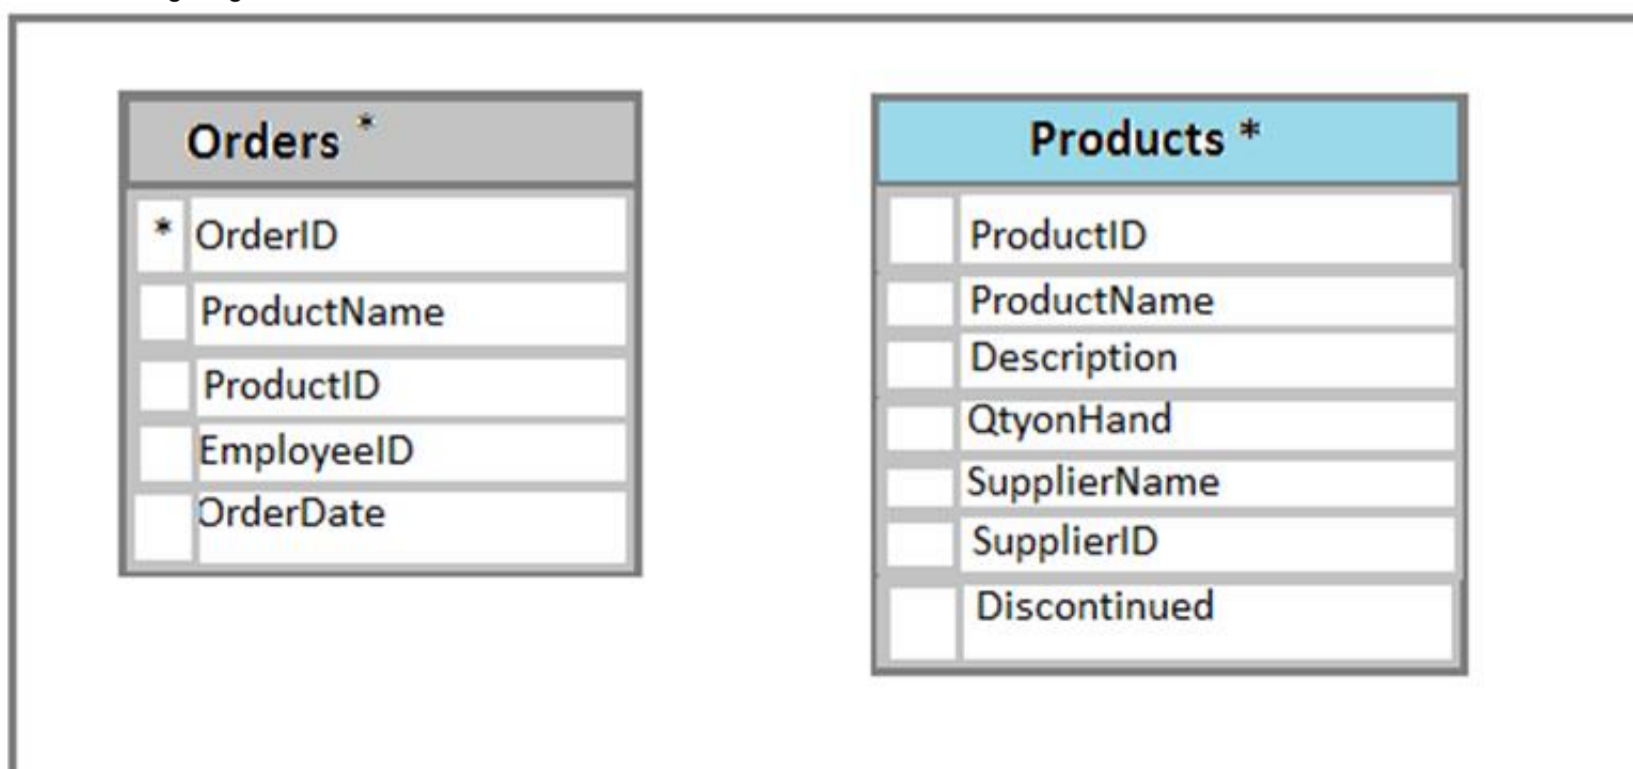 Orders *
* OrderID
ProductName
ProductID
EmployeeID
OrderDate
Products *
ProductID
ProductName
Description
QtyonHand
SupplierName
SupplierID
Discontinued